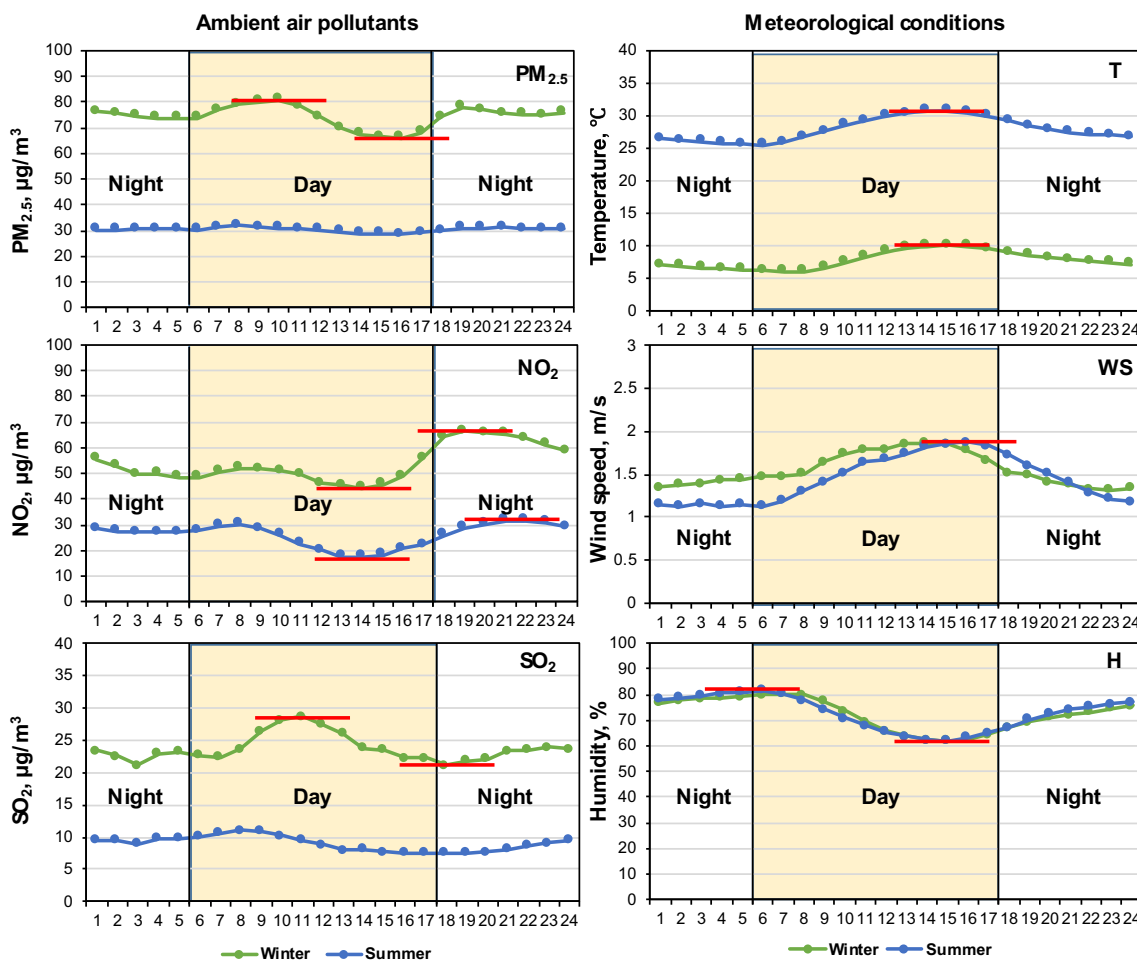 Ambient air pollutants
Meteorological conditions
PM2.5, µg/m3
100
90
80
70
60
50
40
30
20
10
0
PM2.5
Night
Day
Night
1 2 3 4 5 6 7 8 9 10 11 12 13 14 15 16 17 18 19 20 21 22 23 24
Temperature, ℃
40
35
30
25
20
15
10
5
0
T
Night
Day
Night
1 2 3 4 5 6 7 8 9 10 11 12 13 14 15 16 17 18 19 20 21 22 23 24
NO2, µg/m3
100
90
80
70
60
50
40
30
20
10
0
NO2
Night
Day
Night
1 2 3 4 5 6 7 8 9 10 11 12 13 14 15 16 17 18 19 20 21 22 23 24
Wind speed, m/s
3
2.5
2
1.5
1
0.5
0
WS
Night
Day
Night
1 2 3 4 5 6 7 8 9 10 11 12 13 14 15 16 17 18 19 20 21 22 23 24
SO2, µg/m3
40
35
30
25
20
15
10
5
0
SO2
Night
Day
Night
1 2 3 4 5 6 7 8 9 10 11 12 13 14 15 16 17 18 19 20 21 22 23 24
Winter Summer
Humidity, %
100
90
80
70
60
50
40
30
20
10
0
H
Night
Day
Night
1 2 3 4 5 6 7 8 9 10 11 12 13 14 15 16 17 18 19 20 21 22 23 24
Winter Summer